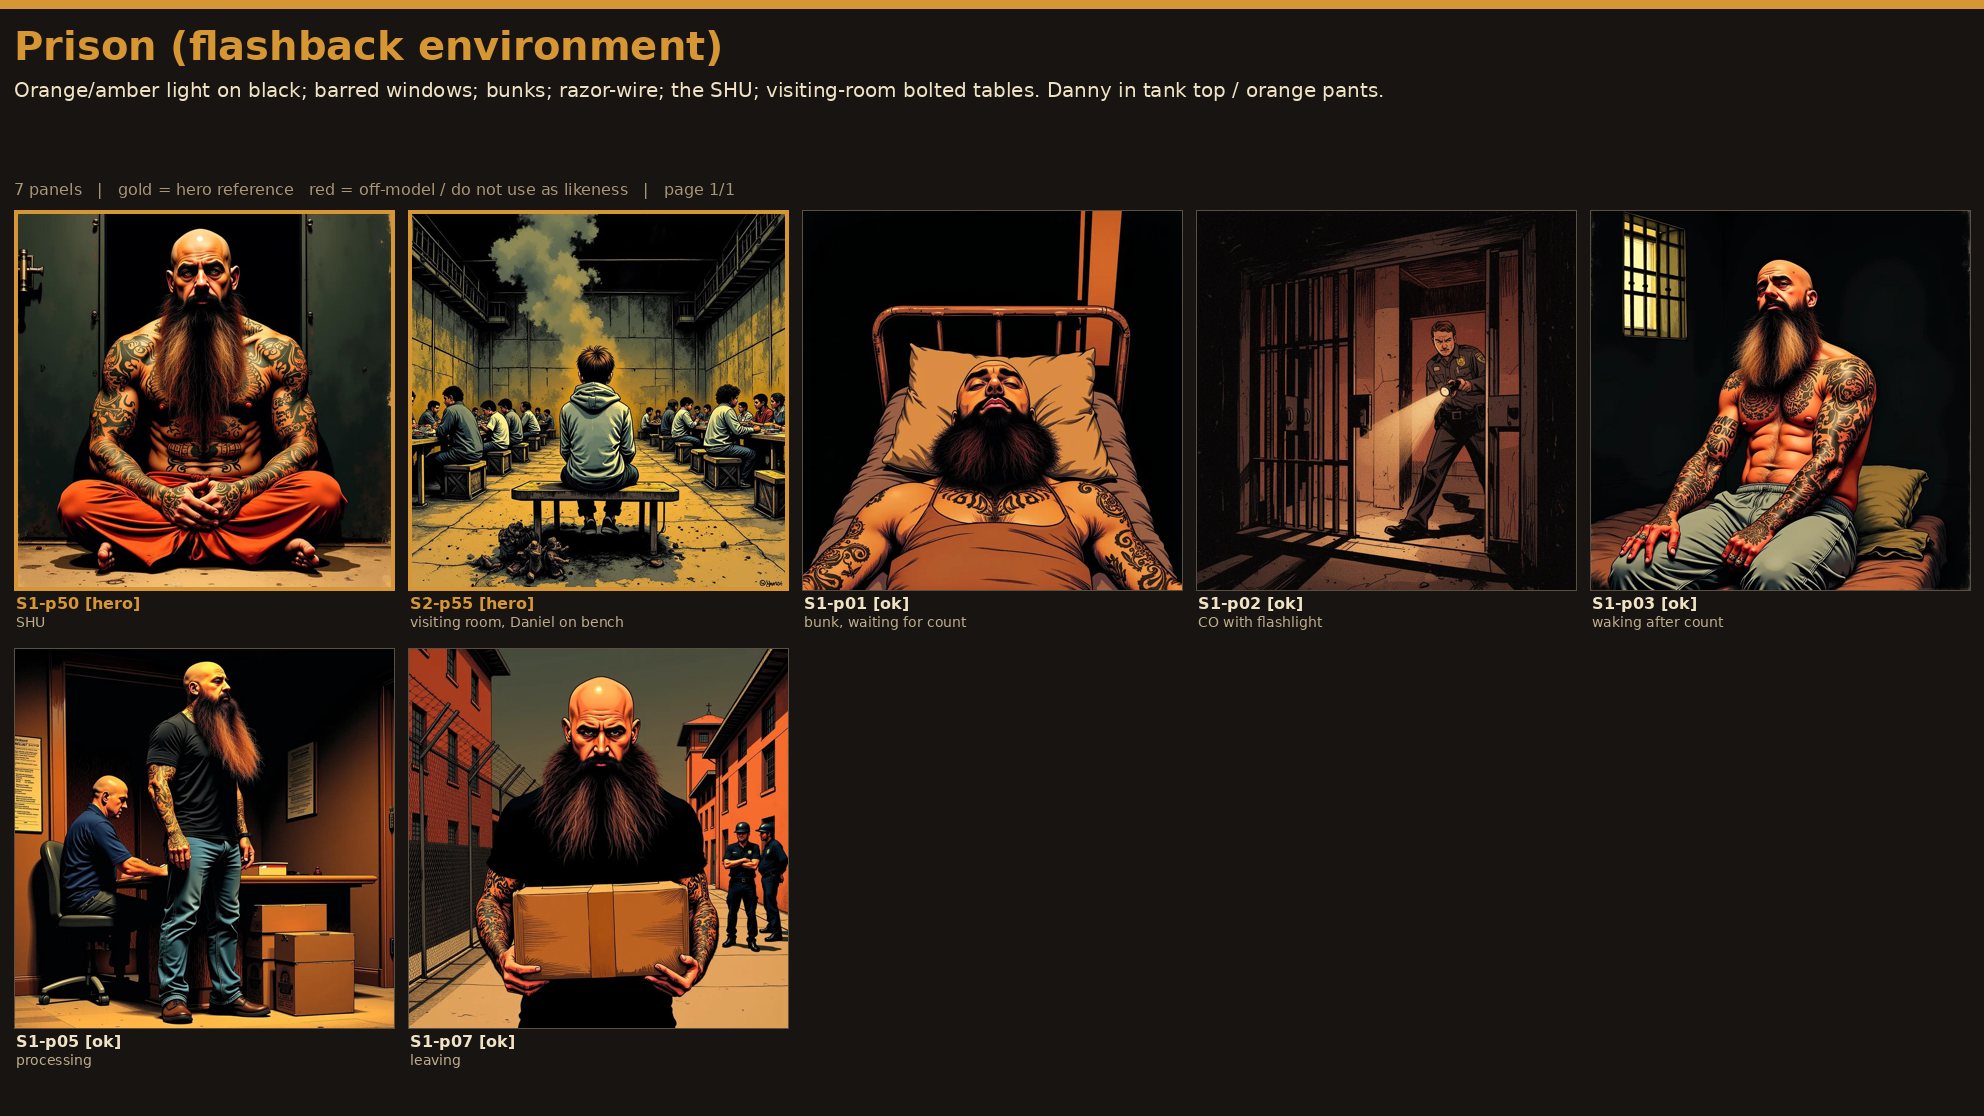 Prison (flashback environment)
Orange/amber light on black; barred windows; bunks; razor-wire; the SHU; visiting-room bolted tables. Danny in tank top / orange pants.
7 panels | gold = hero reference red = off-model / do not use as likeness | page 1/1
S1-p50 [hero]
SHU
S2-p55 [hero]
visiting room, Daniel on bench
S1-p01 [ok]
bunk, waiting for count
S1-p02 [ok]
CO with flashlight
S1-p03 [ok]
waking after count
S1-p05 [ok]
processing
S1-p07 [ok]
leaving